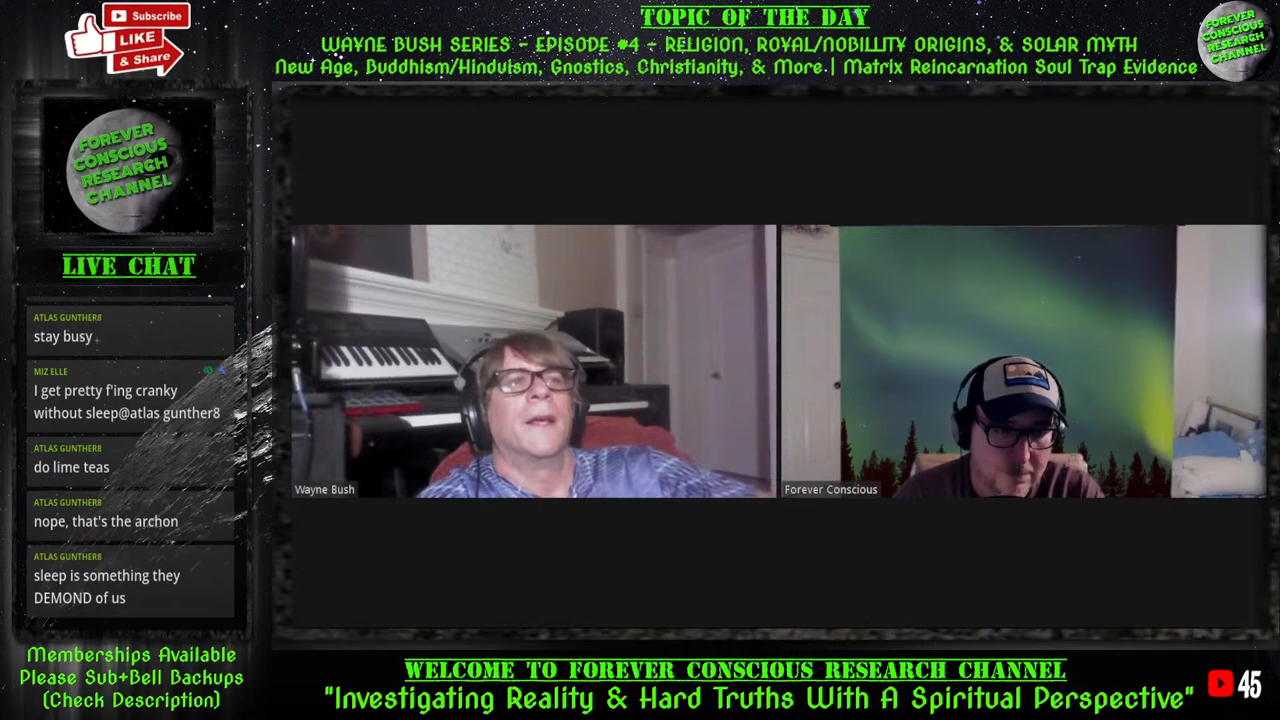 Subscribe
LIKE
& Share
TOPIC OF THE DAY
WAYNE BUSH SERIES - EPISODE #4 - RELIGION, ROYAL/NOBILLITY ORIGINS, & SOLAR MYTH
New Age, Buddhism/Hinduism, Gnostics, Christianity, & More | Matrix Reincarnation Soul Trap Evidence
FOREVER
CONSCIOUS
RESEARCH
CHANNEL
FOREVER
CONSCIOUS
RESEARCH
CHANNEL
LIVE CHAT
ATLAS GUNTHER8
stay busy
MIZ ELLE
I get pretty f'ing cranky
without sleep@atlas gunther8
ATLAS GUNTHER8
do lime teas
ATLAS GUNTHER8
nope, that's the archon
ATLAS GUNTHER8
sleep is something they
DEMOND of us
Wayne Bush
Forever Conscious
Memberships Available
Please Sub+Bell Backups
(Check Description)
WELCOME TO FOREVER CONSCIOUS RESEARCH CHANNEL
"Investigating Reality & Hard Truths With A Spiritual Perspective"
45